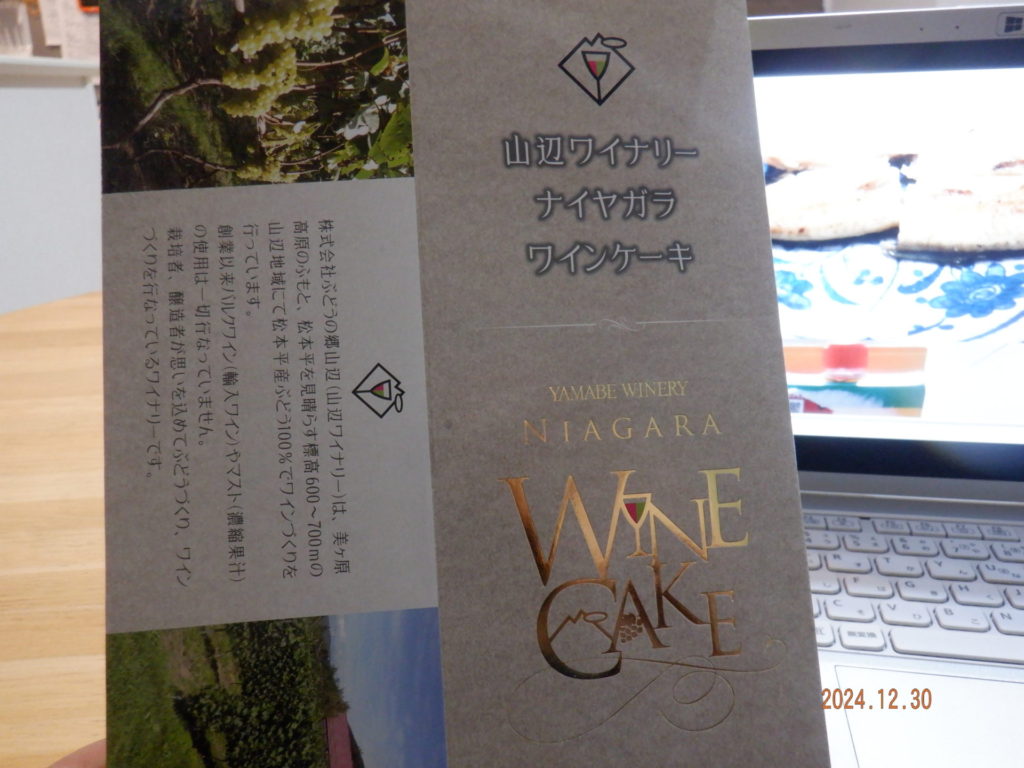 山辺ワイナリー
ナイヤガラ
ワインケーキ
YAMABE WINERY
NIAGARA
WINE
CAKE
株式会社ぶどうの郷山辺(山辺ワイナリー)は、美ヶ原
高原のふもと、松本平を見晴らす標高600～700mの
山辺地域にて松本平産ぶどう100%でワインづくりを
行っています。
創業以来バルクワイン(輸入ワイン)やマスト(濃縮果汁)
の使用は一切行なっていません。
栽培者、醸造者が思いを込めてぶどうづくり、ワイン
づくりを行なっているワイナリーです。
2024.12.30